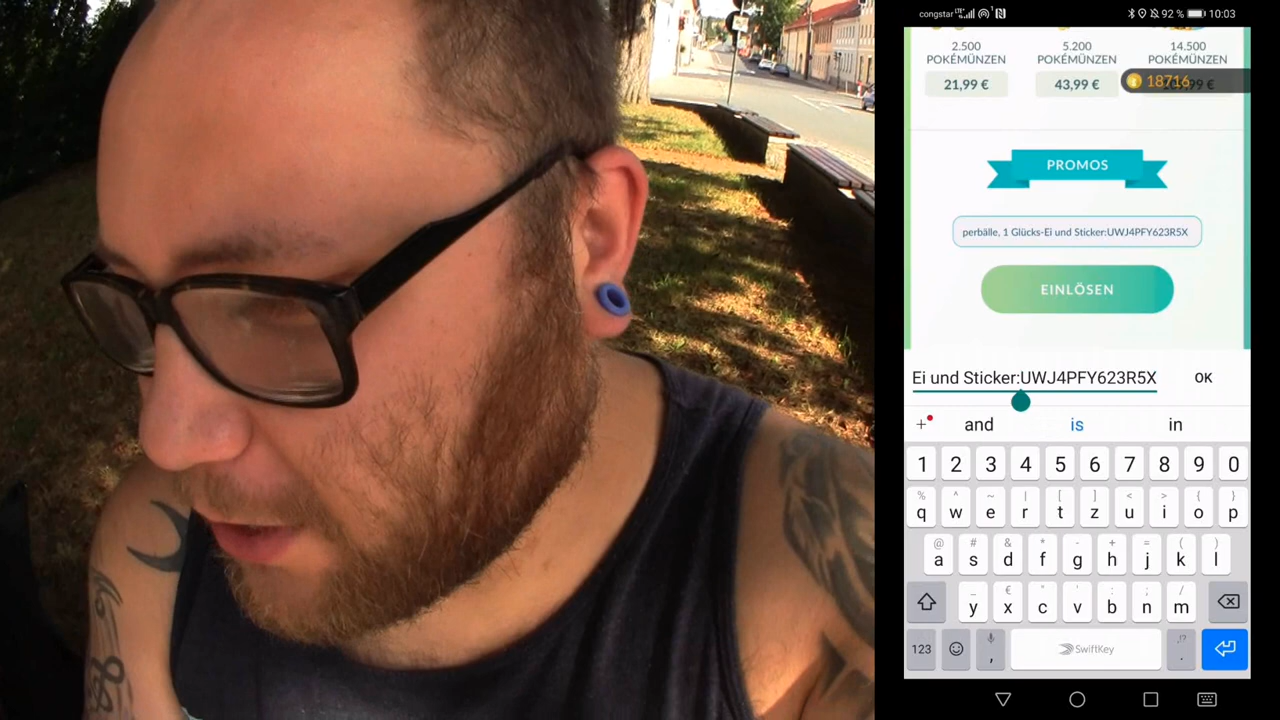 congstar
92 %
10:03
2.500
POKÉMÜNZEN
21,99 €
5.200
POKÉMÜNZEN
43,99 €
14.500
POKÉMÜNZEN
99 €
18716
PROMOS
perbälle, 1 Glücks-Ei und Sticker:UWJ4PFY623R5X
EINLÖSEN
Ei und Sticker:UWJ4PFY623R5X
OK
+ and is in
1 2 3 4 5 6 7 8 9 0
% ^ ~ | [ ] < > { }
q w e r t z u i o p
@ # & * - + = ( )
a s d f g h j k l
_ € " ' : ; /
y x c v b n m
123 , SwiftKey ,!? .